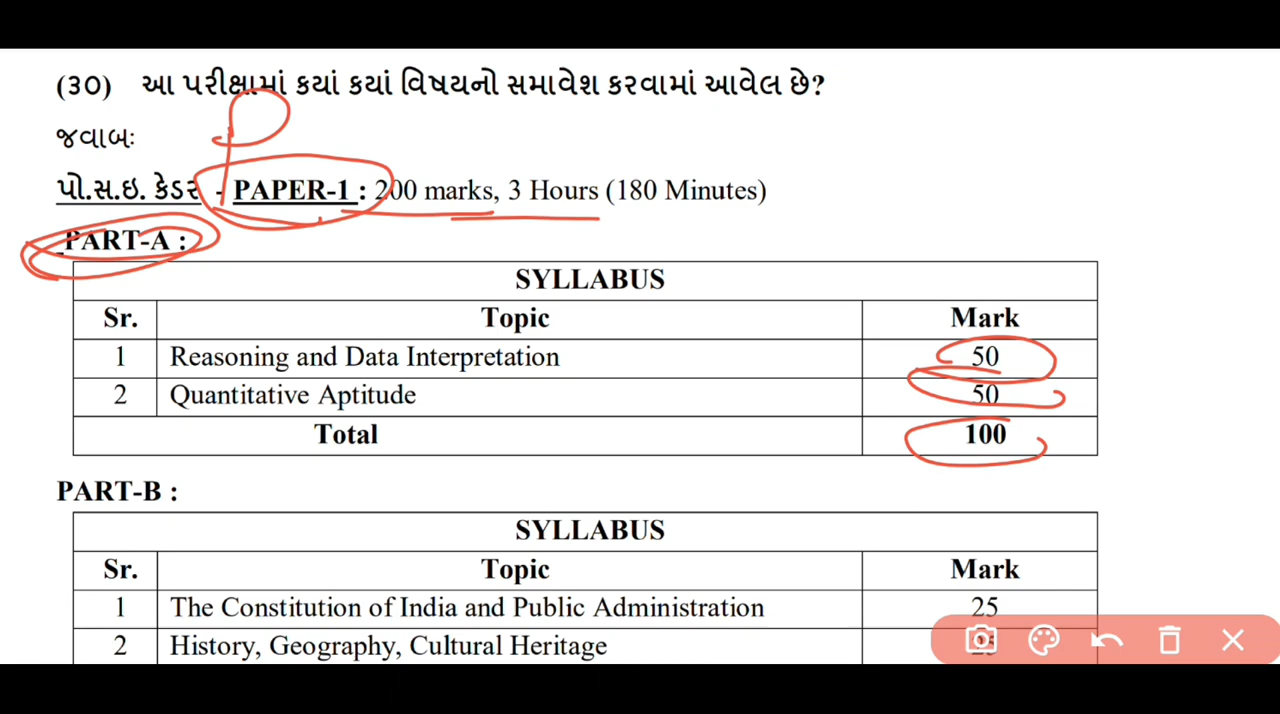 (૩૦) આ પરીક્ષામાં કયાં કયાં વિષયનો સમાવેશ કરવામાં આવેલ છે?
જવાબઃ
પો.સ.ઇ. કેડર - PAPER-1 : 200 marks, 3 Hours (180 Minutes)
PART-A :
SYLLABUS
Sr. Topic Mark
1 Reasoning and Data Interpretation 50
2 Quantitative Aptitude 50
Total 100
PART-B :
SYLLABUS
Sr. Topic Mark
1 The Constitution of India and Public Administration 25
2 History, Geography, Cultural Heritage